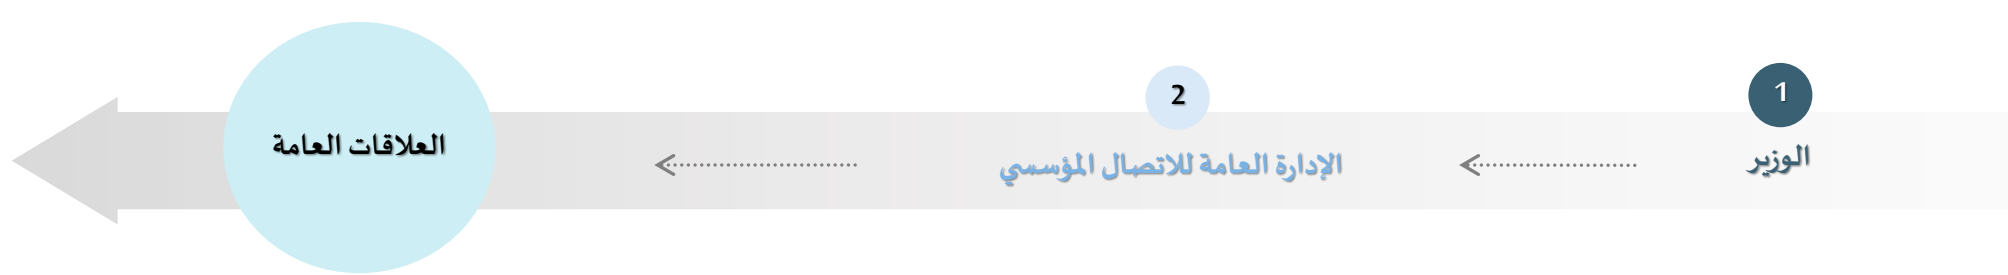 1
الوزير
2
الإدارة العامة للاتصال المؤسسي
العلاقات العامة